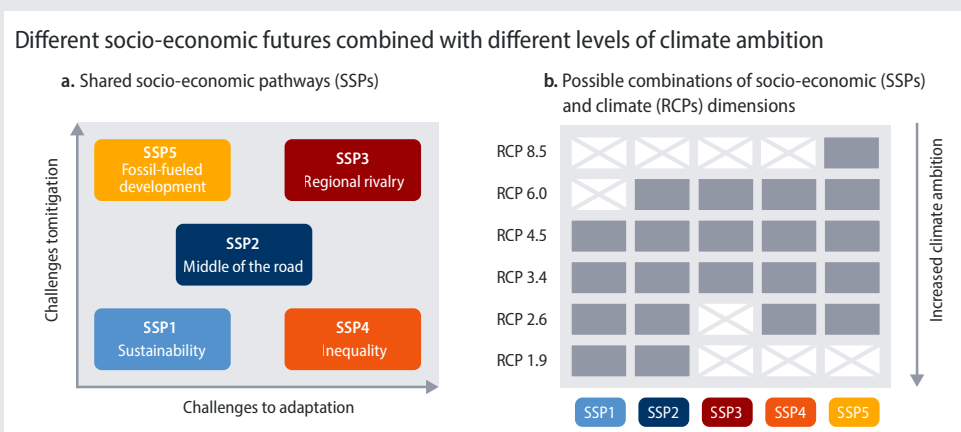 Different socio-economic futures combined with different levels of climate ambition
a. Shared socio-economic pathways (SSPs)
Challenges tomitigation
SSP5
Fossil-fueled
development
SSP3
Regional rivalry
SSP2
Middle of the road
SSP1
Sustainability
SSP4
Inequality
Challenges to adaptation
b. Possible combinations of socio-economic (SSPs)
and climate (RCPs) dimensions
RCP 8.5
RCP 6.0
RCP 4.5
RCP 3.4
RCP 2.6
RCP 1.9
SSP1 SSP2 SSP3 SSP4 SSP5
Increased climate ambition